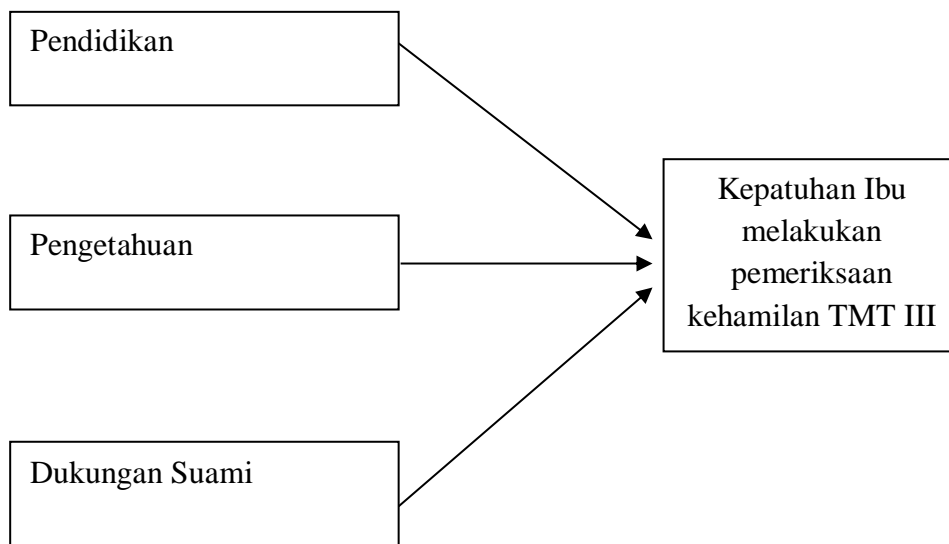 Pendidikan
Pengetahuan
Dukungan Suami
Kepatuhan Ibu
melakukan
pemeriksaan
kehamilan TMT III